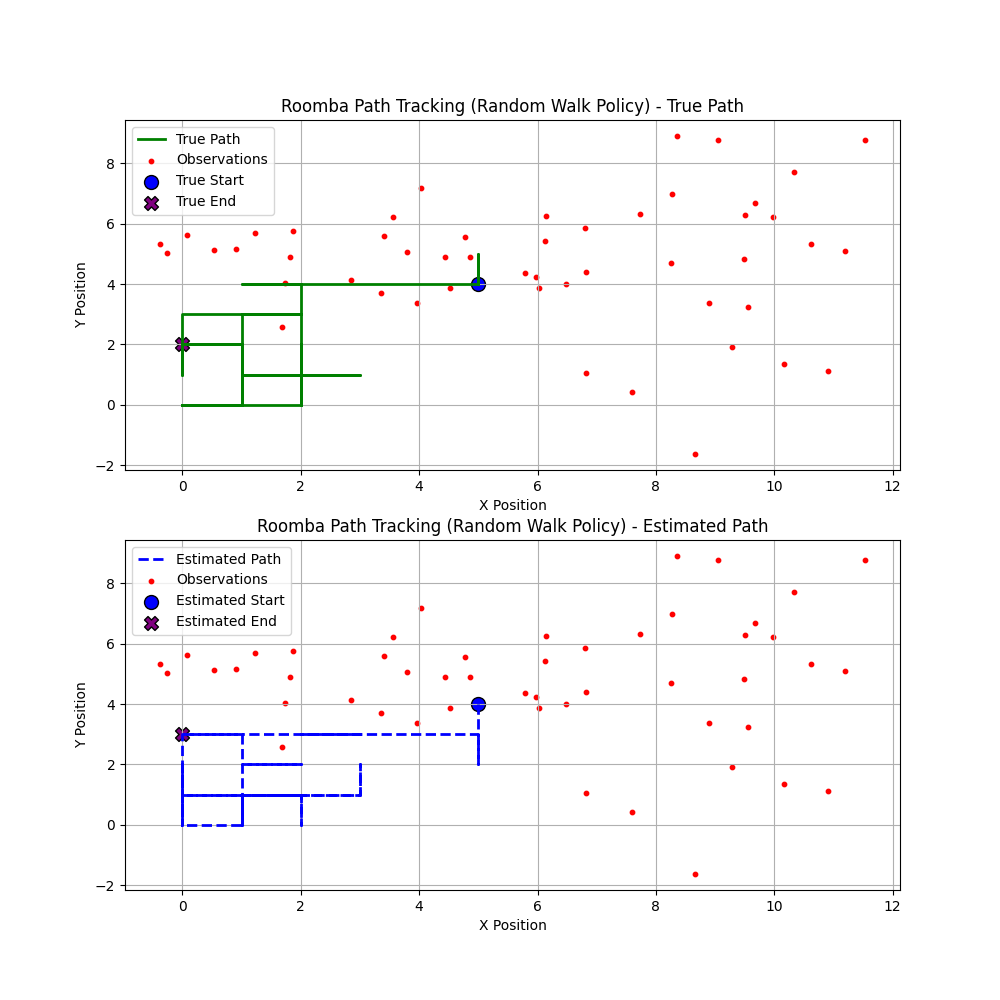 Roomba Path Tracking (Random Walk Policy) - True Path
True Path
Observations
True Start
True End
Y Position
8
6
4
2
0
−2
0 2 4 6 8 10 12
X Position
Roomba Path Tracking (Random Walk Policy) - Estimated Path
Estimated Path
Observations
Estimated Start
Estimated End
Y Position
8
6
4
2
0
−2
0 2 4 6 8 10 12
X Position